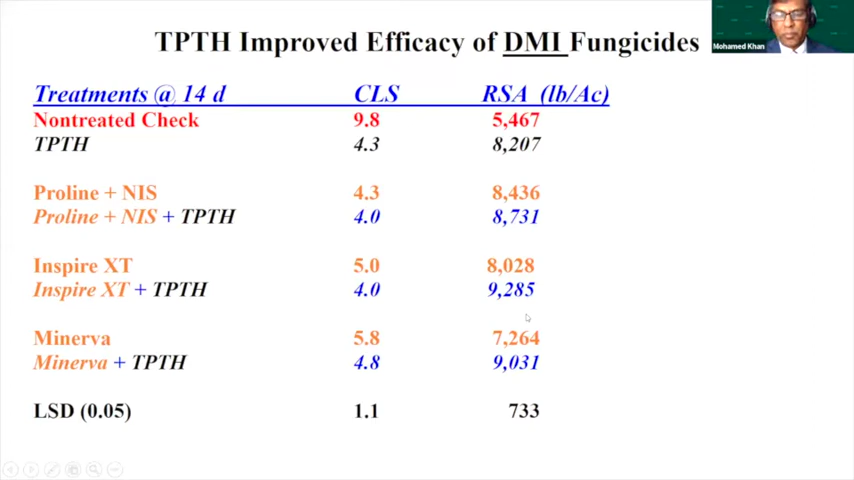 Mohamed Khan
TPTH Improved Efficacy of DMI Fungicides
Treatments @ 14 d CLS RSA (lb/Ac)
Nontreated Check 9.8 5,467
TPTH 4.3 8,207
Proline + NIS 4.3 8,436
Proline + NIS + TPTH 4.0 8,731
Inspire XT 5.0 8,028
Inspire XT + TPTH 4.0 9,285
Minerva 5.8 7,264
Minerva + TPTH 4.8 9,031
LSD (0.05) 1.1 733